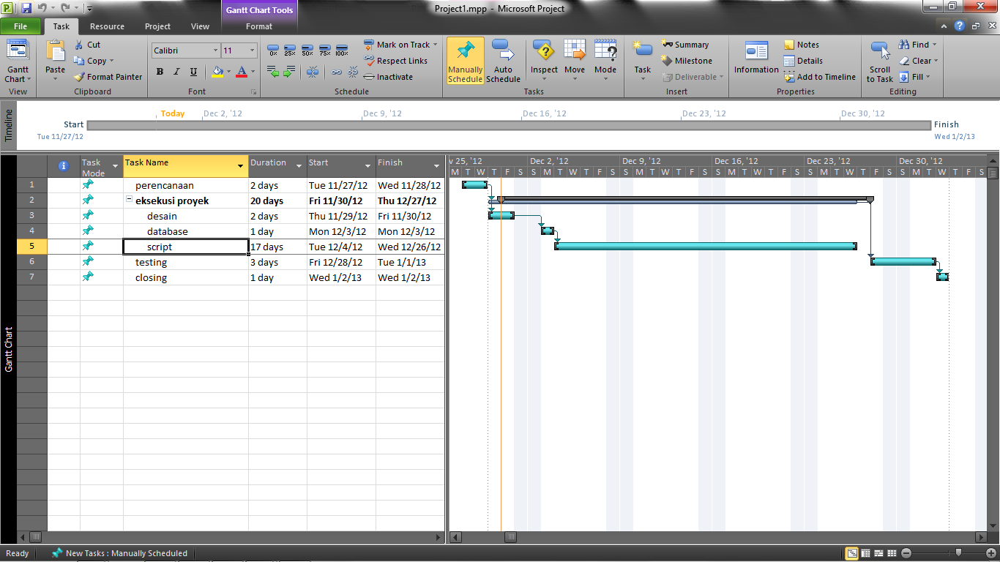 Project1.mpp - Microsoft Project
Gantt Chart Tools
File Task Resource Project View Format
Gantt Chart
View
Paste
Cut
Copy
Format Painter
Clipboard
Calibri 11
B I U A
Font
0% 25% 50% 75% 100%
Mark on Track
Respect Links
Inactivate
Schedule
Manually Schedule
Auto Schedule
Inspect
Move
Mode
Tasks
Task
Summary
Milestone
Deliverable
Insert
Information
Notes
Details
Add to Timeline
Properties
Scroll to Task
Find
Clear
Fill
Editing
Timeline
Today Dec 2, '12 Dec 9, '12 Dec 16, '12 Dec 23, '12 Dec 30, '12
Start
Tue 11/27/12
Finish
Wed 1/2/13
Task Mode Task Name Duration Start Finish
1 perencanaan 2 days Tue 11/27/12 Wed 11/28/12
2 eksekusi proyek 20 days Fri 11/30/12 Thu 12/27/12
3 desain 2 days Thu 11/29/12 Fri 11/30/12
4 database 1 day Mon 12/3/12 Mon 12/3/12
5 script 17 days Tue 12/4/12 Wed 12/26/12
6 testing 3 days Fri 12/28/12 Tue 1/1/13
7 closing 1 day Wed 1/2/13 Wed 1/2/13
v 25, '12 Dec 2, '12 Dec 9, '12 Dec 16, '12 Dec 23, '12 Dec 30, '12
M T W T F S S M T W T F S S M T W T F S S M T W T F S S M T W T F S S M T W T F S
Gantt Chart
Ready New Tasks : Manually Scheduled